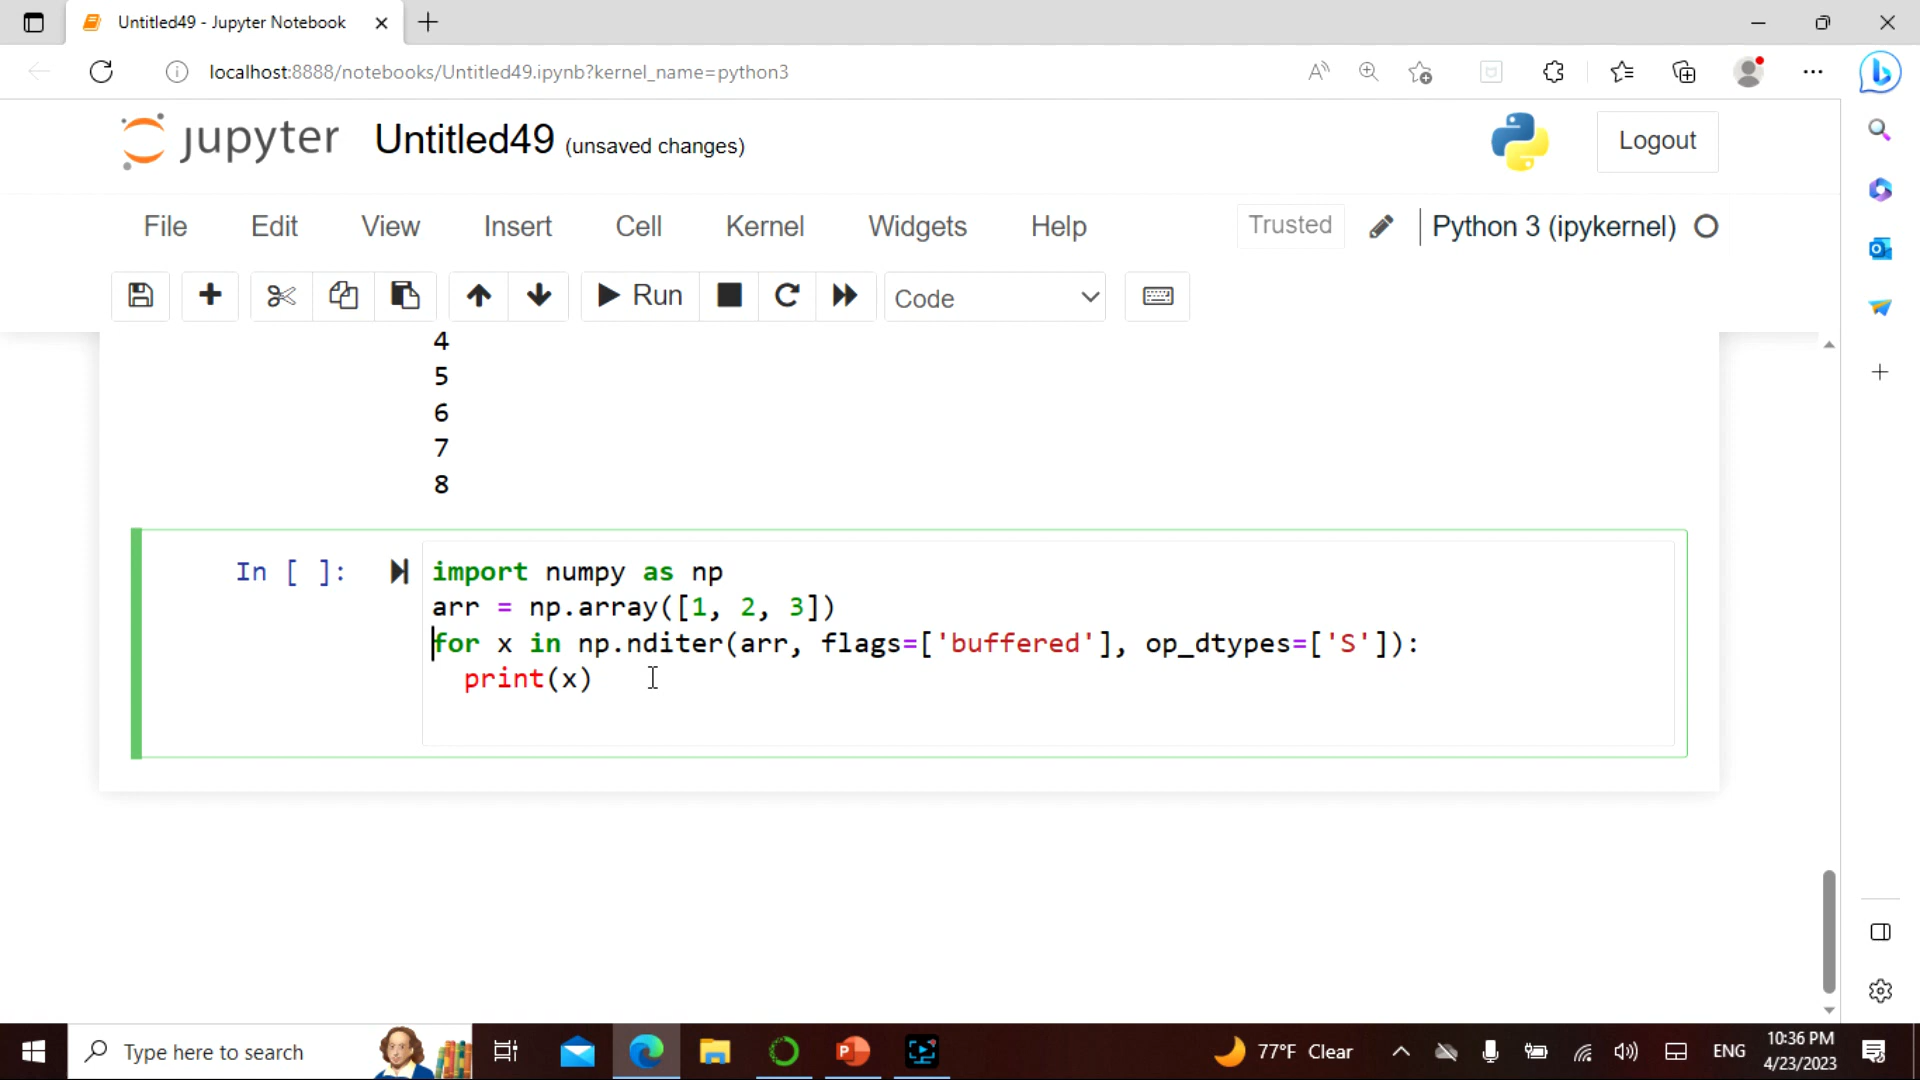 Untitled49 - Jupyter Notebook
localhost:8888/notebooks/Untitled49.ipynb?kernel_name=python3
jupyter Untitled49 (unsaved changes)
Logout
File Edit View Insert Cell Kernel Widgets Help
Trusted
Python 3 (ipykernel)
Run
Code
4
5
6
7
8
In [ ]:
import numpy as np
arr = np.array([1, 2, 3])
for x in np.nditer(arr, flags=['buffered'], op_dtypes=['S']):
  print(x)
Type here to search
77°F Clear
ENG
10:36 PM
4/23/2023